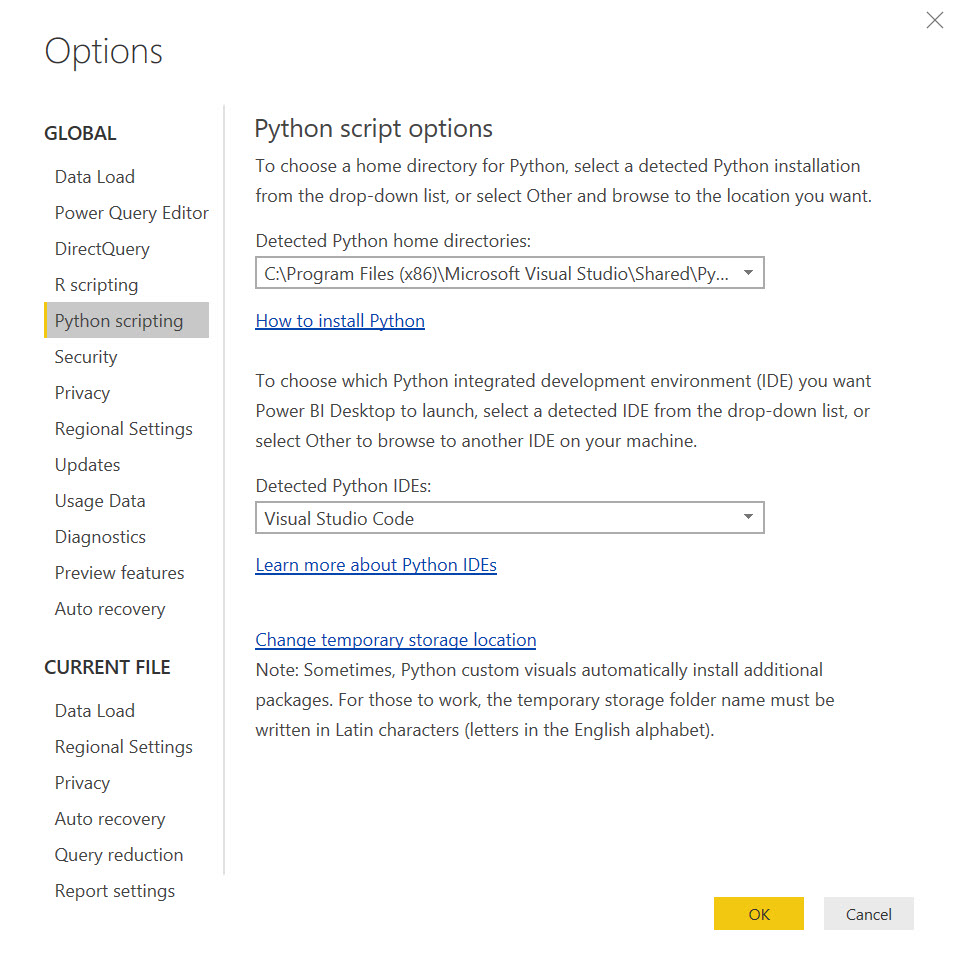 Options
GLOBAL
Data Load
Power Query Editor
DirectQuery
R scripting
Python scripting
Security
Privacy
Regional Settings
Updates
Usage Data
Diagnostics
Preview features
Auto recovery
CURRENT FILE
Data Load
Regional Settings
Privacy
Auto recovery
Query reduction
Report settings
Python script options
To choose a home directory for Python, select a detected Python installation
from the drop-down list, or select Other and browse to the location you want.
Detected Python home directories:
C:\Program Files (x86)\Microsoft Visual Studio\Shared\Py...
How to install Python
To choose which Python integrated development environment (IDE) you want
Power BI Desktop to launch, select a detected IDE from the drop-down list, or
select Other to browse to another IDE on your machine.
Detected Python IDEs:
Visual Studio Code
Learn more about Python IDEs
Change temporary storage location
Note: Sometimes, Python custom visuals automatically install additional
packages. For those to work, the temporary storage folder name must be
written in Latin characters (letters in the English alphabet).
OK
Cancel